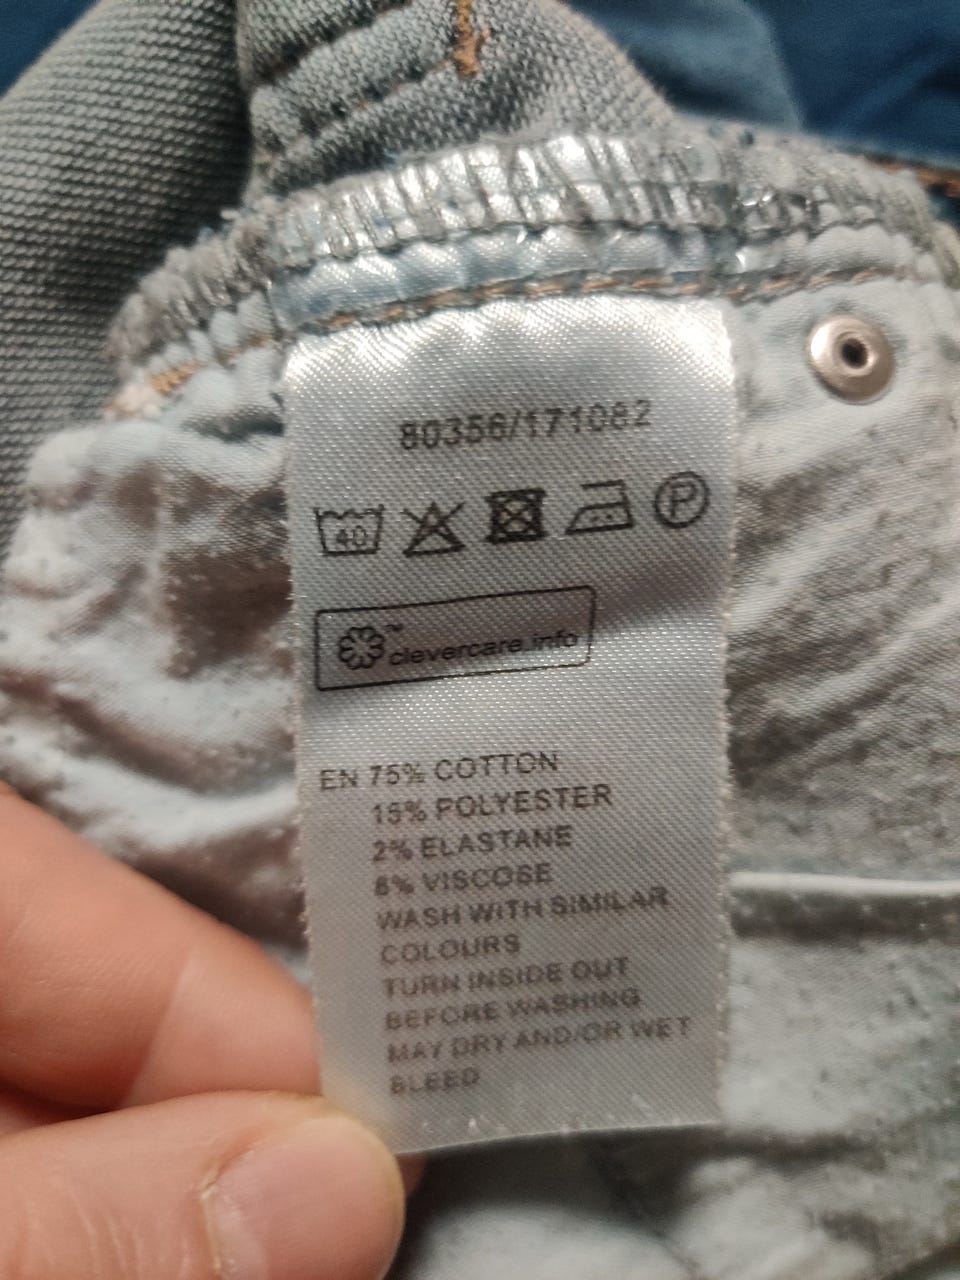 80356/171082
40 P
™ clevercare.info
EN 75% COTTON
15% POLYESTER
2% ELASTANE
8% VISCOSE
WASH WITH SIMILAR
COLOURS
TURN INSIDE OUT
BEFORE WASHING
MAY DRY AND/OR WET
BLEED